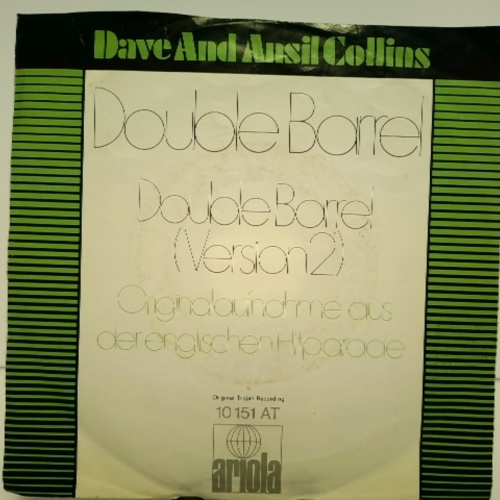 Dave And Ansil Collins
Double Barrel
Double Barrel
(Version 2)
Originalaufnahme aus
der englischen Hitparade
Original Trojan Recording
10 151 AT
ariola